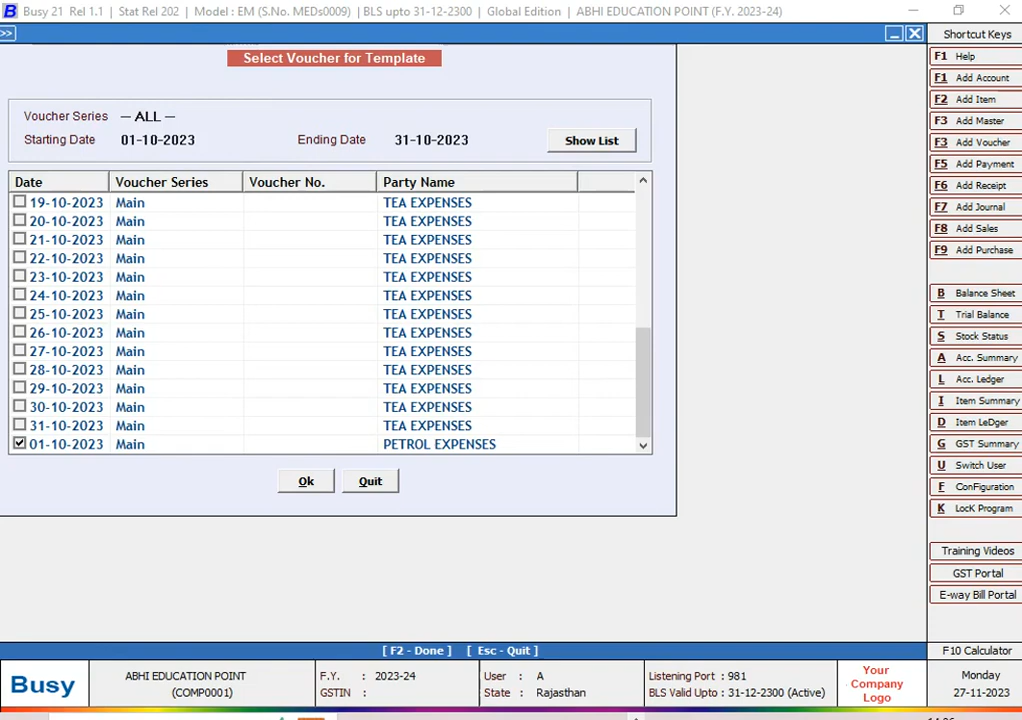 B Busy 21 Rel 1.1 | Stat Rel 202 | Model : EM (S.No. MEDs0009) | BLS upto 31-12-2300 | Global Edition | ABHI EDUCATION POINT (F.Y. 2023-24)
>>
Select Voucher for Template
Voucher Series -- ALL --
Starting Date 01-10-2023 Ending Date 31-10-2023 Show List
Date Voucher Series Voucher No. Party Name
19-10-2023 Main TEA EXPENSES
20-10-2023 Main TEA EXPENSES
21-10-2023 Main TEA EXPENSES
22-10-2023 Main TEA EXPENSES
23-10-2023 Main TEA EXPENSES
24-10-2023 Main TEA EXPENSES
25-10-2023 Main TEA EXPENSES
26-10-2023 Main TEA EXPENSES
27-10-2023 Main TEA EXPENSES
28-10-2023 Main TEA EXPENSES
29-10-2023 Main TEA EXPENSES
30-10-2023 Main TEA EXPENSES
31-10-2023 Main TEA EXPENSES
01-10-2023 Main PETROL EXPENSES
Ok Quit
Shortcut Keys
F1 Help
F1 Add Account
F2 Add Item
F3 Add Master
F3 Add Voucher
F5 Add Payment
F6 Add Receipt
F7 Add Journal
F8 Add Sales
F9 Add Purchase
B Balance Sheet
T Trial Balance
S Stock Status
A Acc. Summary
L Acc. Ledger
I Item Summary
D Item LeDger
G GST Summary
U Switch User
F ConFiguration
K LocK Program
Training Videos
GST Portal
E-way Bill Portal
[ F2 - Done ] [ Esc - Quit ]
F10 Calculator
Busy
ABHI EDUCATION POINT
(COMP0001)
F.Y. : 2023-24
GSTIN :
User : A
State : Rajasthan
Listening Port : 981
BLS Valid Upto : 31-12-2300 (Active)
Your
Company
Logo
Monday
27-11-2023